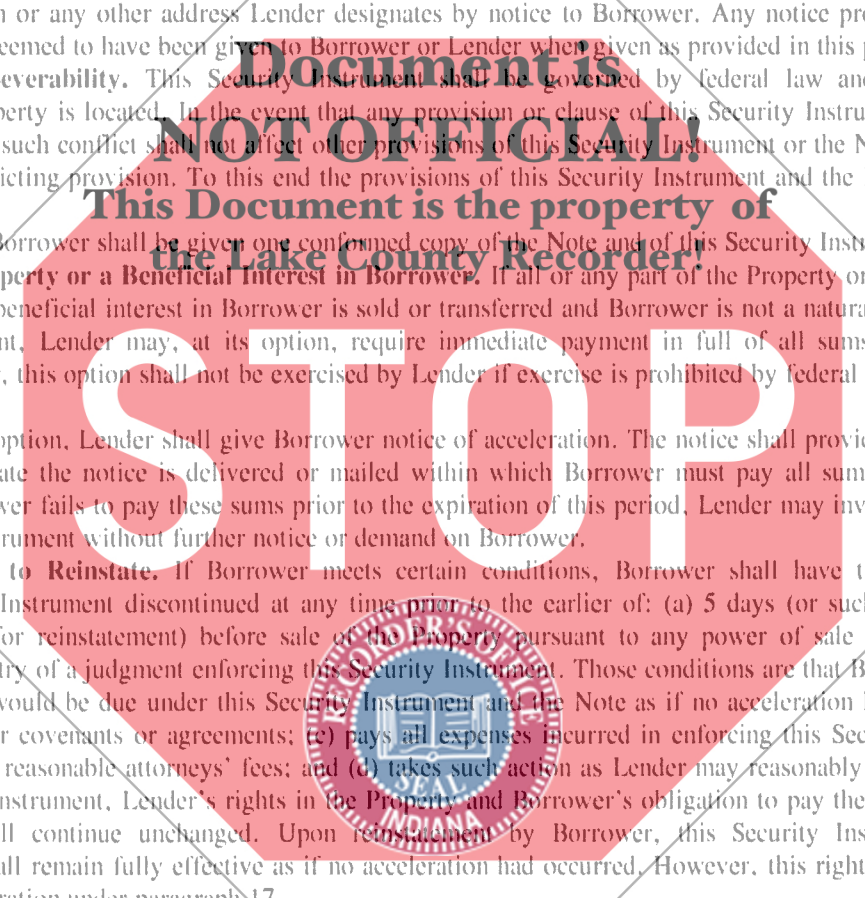 n or any other address Lender designates by notice to Borrower. Any notice pro
eemed to have been given to Borrower or Lender when given as provided in this p
Document is
everability. This Security Instrument shall be governed by federal law and
perty is located. In the event that any provision or clause of this Security Instru
NOT OFFICIAL!
such conflict shall not affect other provisions of this Security Instrument or the N
icting provision. To this end the provisions of this Security Instrument and the
This Document is the property of
Borrower shall be given one conformed copy of the Note and of this Security Instr
the Lake County Recorder!
perty or a Beneficial Interest in Borrower. If all or any part of the Property or
beneficial interest in Borrower is sold or transferred and Borrower is not a natura
nt, Lender may, at its option, require immediate payment in full of all sums
, this option shall not be exercised by Lender if exercise is prohibited by federal
STOP
option, Lender shall give Borrower notice of acceleration. The notice shall provid
ate the notice is delivered or mailed within which Borrower must pay all sum
wer fails to pay these sums prior to the expiration of this period, Lender may inv
rument without further notice or demand on Borrower.
to Reinstate. If Borrower meets certain conditions, Borrower shall have t
Instrument discontinued at any time prior to the earlier of: (a) 5 days (or such
for reinstatement) before sale of the Property pursuant to any power of sale
try of a judgment enforcing this Security Instrument. Those conditions are that B
would be due under this Security Instrument and the Note as if no acceleration
r covenants or agreements; (c) pays all expenses incurred in enforcing this Sec
reasonable attorneys' fees; and (d) takes such action as Lender may reasonably
nstrument, Lender's rights in the Property and Borrower's obligation to pay the
ll continue unchanged. Upon reinstatement by Borrower, this Security Ins
all remain fully effective as if no acceleration had occurred. However, this right
eration under paragraph 17
RECORDER'S OFFICE
SEAL
INDIANA